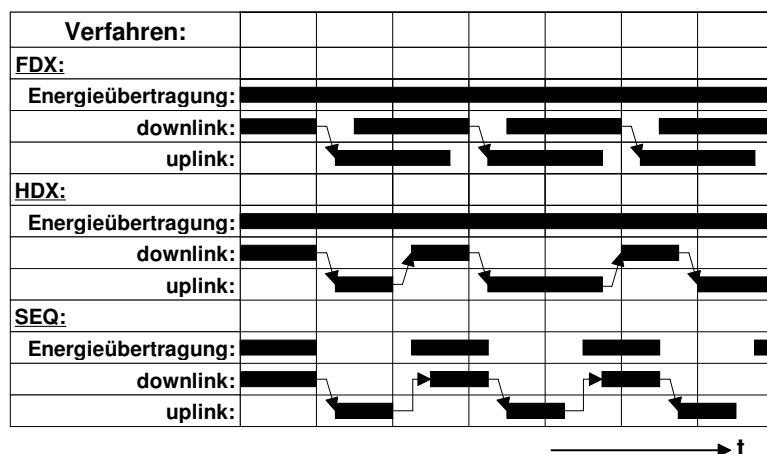 Verfahren:
FDX:
Energieübertragung:
downlink:
uplink:
HDX:
Energieübertragung:
downlink:
uplink:
SEQ:
Energieübertragung:
downlink:
uplink:
t